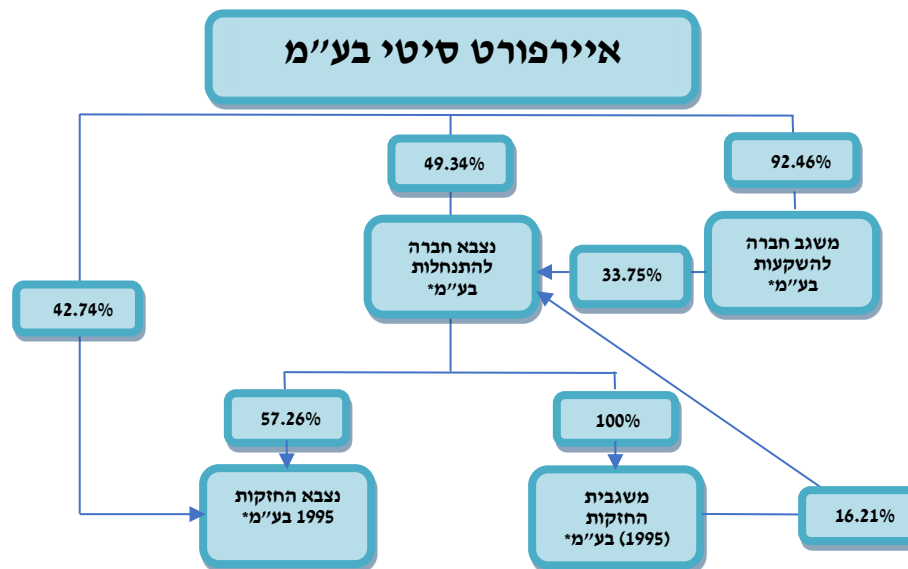 איירפורט סיטי בע״מ
92.46%
49.34%
משגב חברה
להשקעות
בע״מ*
נצבא חברה
להתנחלות
בע״מ*
33.75%
42.74%
57.26%
100%
נצבא החזקות
1995 בע״מ*
משגבית
החזקות
(1995) בע״מ*
16.21%